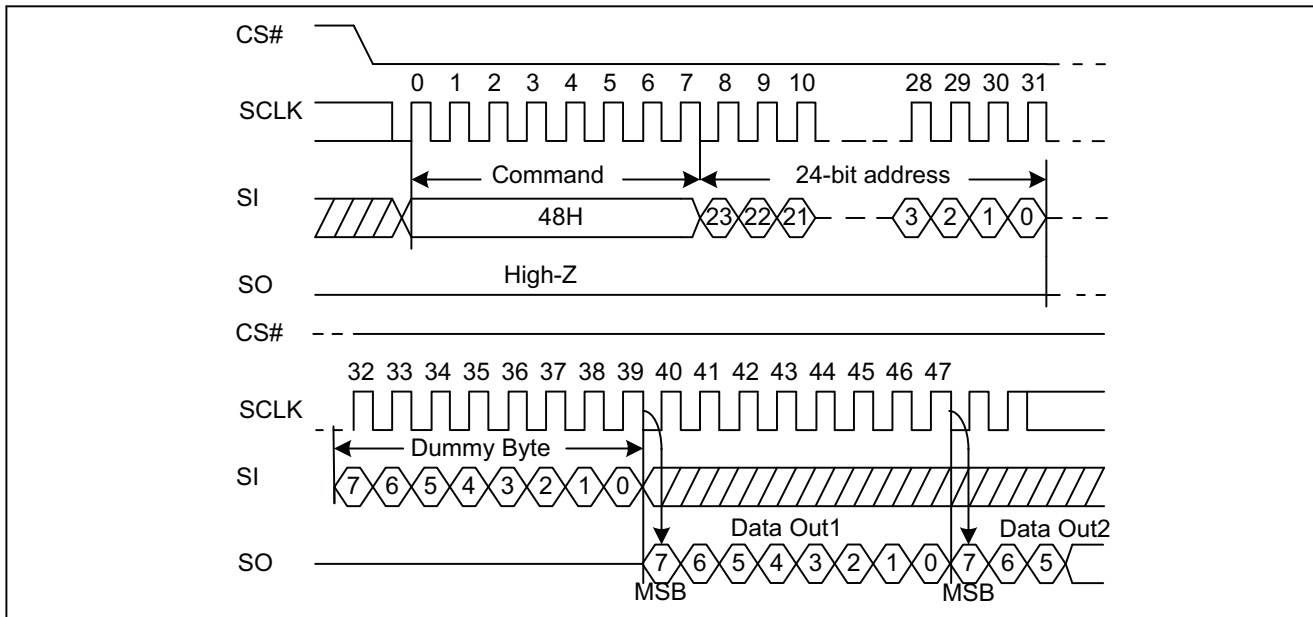 CS#
0 1 2 3 4 5 6 7 8 9 10 28 29 30 31
SCLK
Command 24-bit address
SI
48H 23 22 21 3 2 1 0
High-Z
SO
CS#
32 33 34 35 36 37 38 39 40 41 42 43 44 45 46 47
SCLK
Dummy Byte
SI
7 6 5 4 3 2 1 0
Data Out1 Data Out2
SO
7 6 5 4 3 2 1 0 7 6 5
MSB MSB